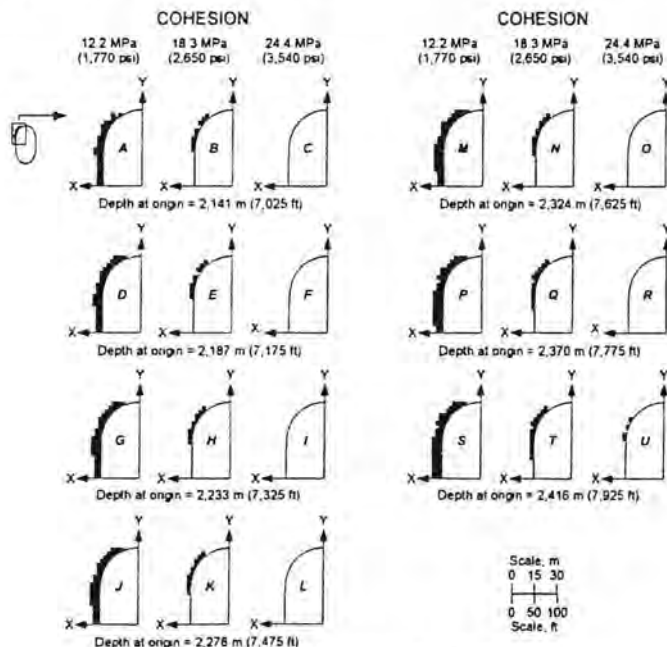 COHESION
12.2 MPa 18.3 MPa 24.4 MPa
(1,770 psi) (2,650 psi) (3,540 psi)
Y Y Y
A B C
X X X
Depth at origin = 2,141 m (7,025 ft)
Y Y Y
D E F
X X X
Depth at origin = 2,187 m (7,175 ft)
Y Y Y
G H I
X X X
Depth at origin = 2,233 m (7,325 ft)
Y Y Y
J K L
X X X
Depth at origin = 2,278 m (7,475 ft)
COHESION
12.2 MPa 18.3 MPa 24.4 MPa
(1,770 psi) (2,650 psi) (3,540 psi)
Y Y Y
M N O
X X X
Depth at origin = 2,324 m (7,625 ft)
Y Y Y
P Q R
X X X
Depth at origin = 2,370 m (7,775 ft)
Y Y Y
S T U
X X X
Depth at origin = 2,416 m (7,925 ft)
Scale, m
0 15 30
0 50 100
Scale, ft